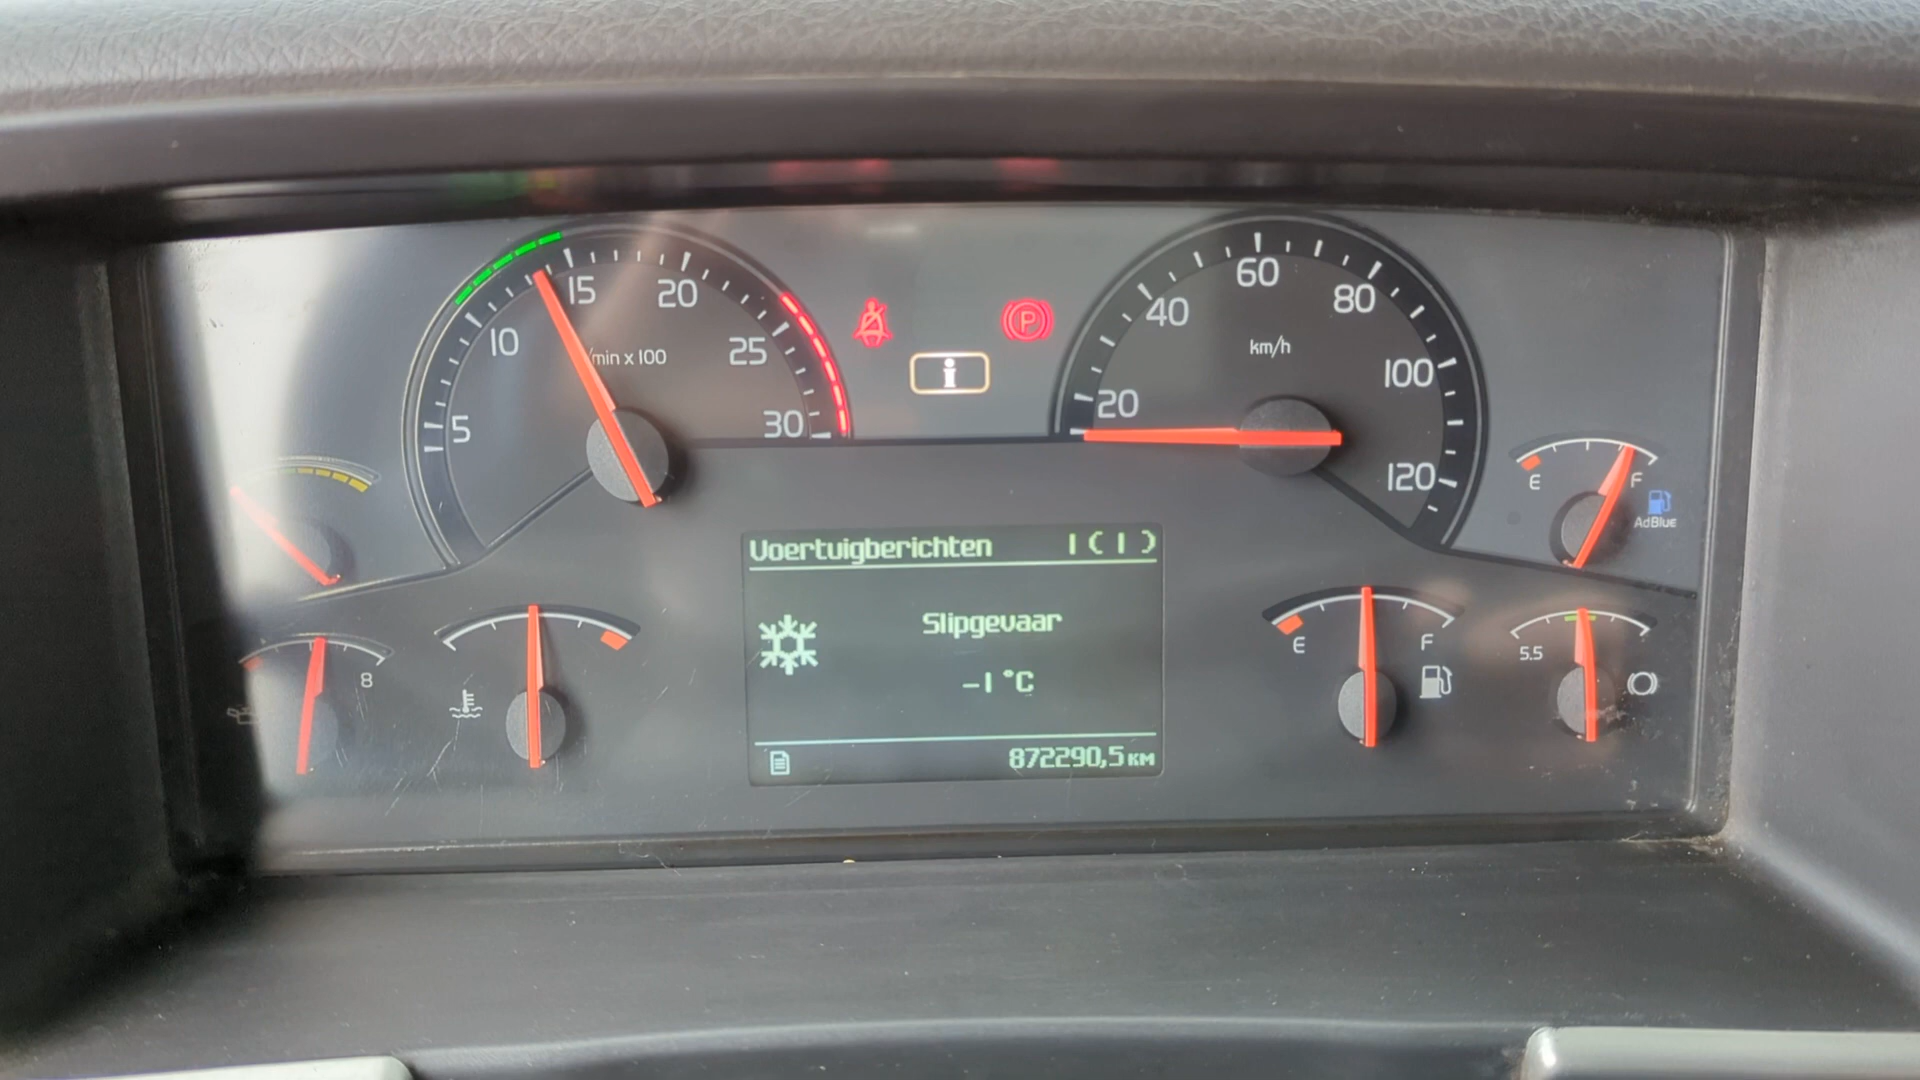 5
10
15
20
25
30
/min x 100
P
i
20
40
60
80
100
120
km/h
E
F
AdBlue
8
Voertuigberichten 1(1)
Slipgevaar
-1°C
872290,5 KM
E
F
5.5